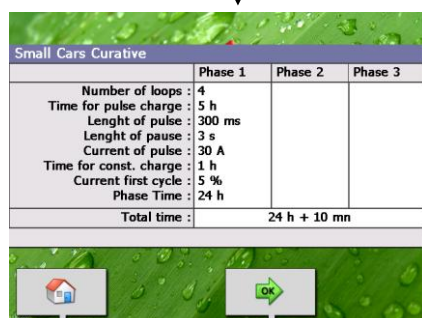 Small Cars Curative
Phase 1 Phase 2 Phase 3
Number of loops : 4
Time for pulse charge : 5 h
Lenght of pulse : 300 ms
Lenght of pause : 3 s
Current of pulse : 30 A
Time for const. charge : 1 h
Current first cycle : 5 %
Phase Time : 24 h
Total time : 24 h + 10 mn
OK